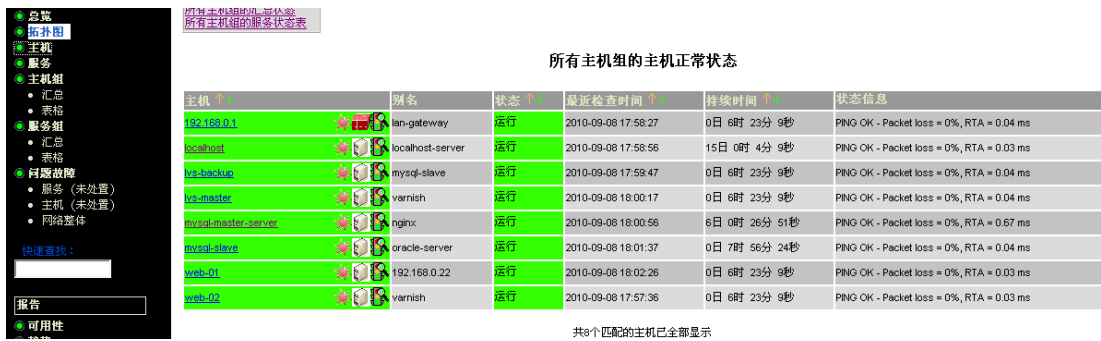 总览
拓扑图
主机
服务
主机组
汇总
表格
服务组
汇总
表格
问题故障
服务 (未处置)
主机 (未处置)
网络整体
快速查找：
报告
可用性
趋势
所有主机组的汇总状态
所有主机组的服务状态表
所有主机组的主机正常状态
主机 别名 状态 最近检查时间 持续时间 状态信息
192.168.0.1 lan-gateway 运行 2010-09-08 17:58:27 0日 6时 23分 9秒 PING OK - Packet loss = 0%, RTA = 0.04 ms
localhost localhost-server 运行 2010-09-08 17:58:56 15日 0时 4分 9秒 PING OK - Packet loss = 0%, RTA = 0.03 ms
lvs-backup mysql-slave 运行 2010-09-08 17:59:47 0日 6时 23分 9秒 PING OK - Packet loss = 0%, RTA = 0.04 ms
lvs-master varnish 运行 2010-09-08 18:00:17 0日 6时 23分 9秒 PING OK - Packet loss = 0%, RTA = 0.04 ms
mysql-master-server nginx 运行 2010-09-08 18:00:56 6日 0时 26分 51秒 PING OK - Packet loss = 0%, RTA = 0.67 ms
mysql-slave oracle-server 运行 2010-09-08 18:01:37 0日 7时 56分 24秒 PING OK - Packet loss = 0%, RTA = 0.04 ms
web-01 192.168.0.22 运行 2010-09-08 18:02:26 0日 6时 23分 9秒 PING OK - Packet loss = 0%, RTA = 0.03 ms
web-02 varnish 运行 2010-09-08 17:57:36 0日 6时 23分 9秒 PING OK - Packet loss = 0%, RTA = 0.03 ms
共8个匹配的主机已全部显示